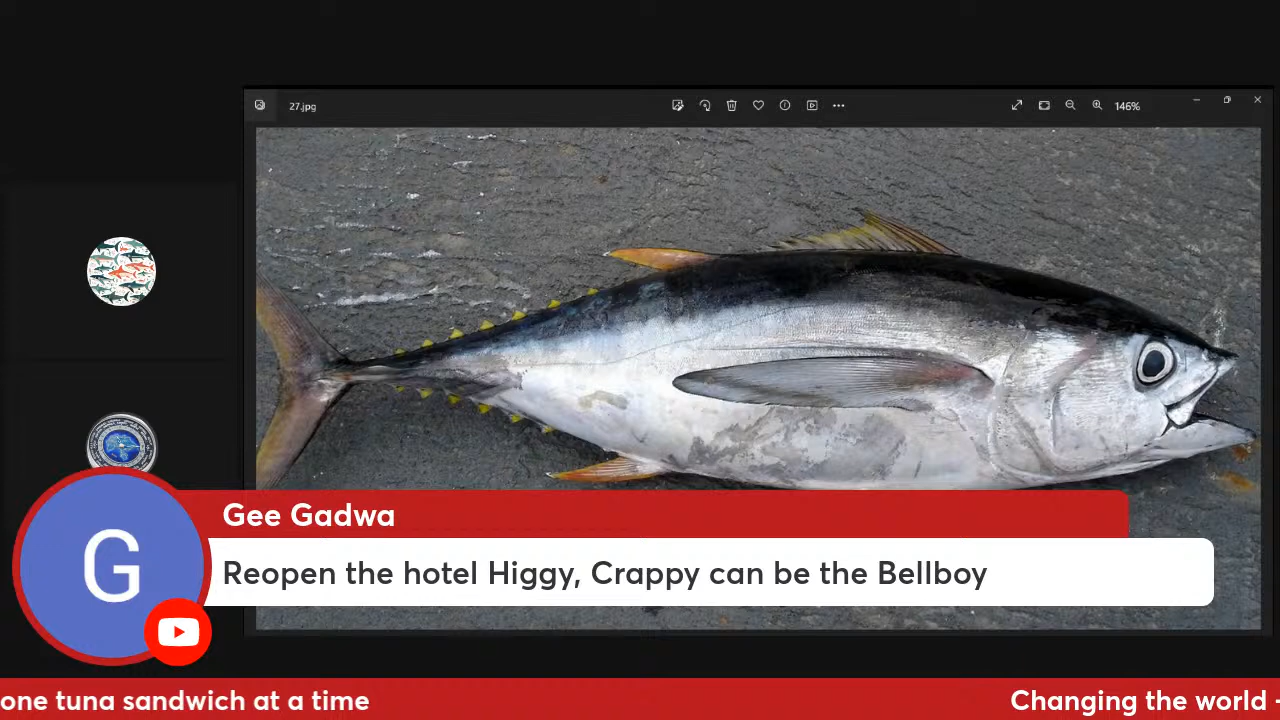 27.jpg
146%
Gee Gadwa
G
Reopen the hotel Higgy, Crappy can be the Bellboy
one tuna sandwich at a time
Changing the world -